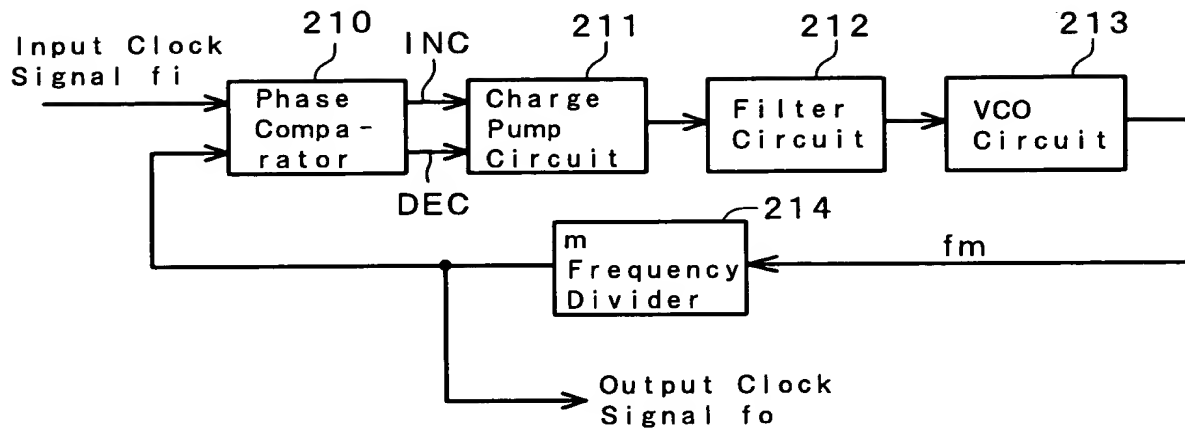 210
INC
211
212
213
Input Clock
Signal fi
Phase
Compa-
rator
Charge
Pump
Circuit
Filter
Circuit
VCO
Circuit
DEC
214
m
Frequency
Divider
fm
Output Clock
Signal fo